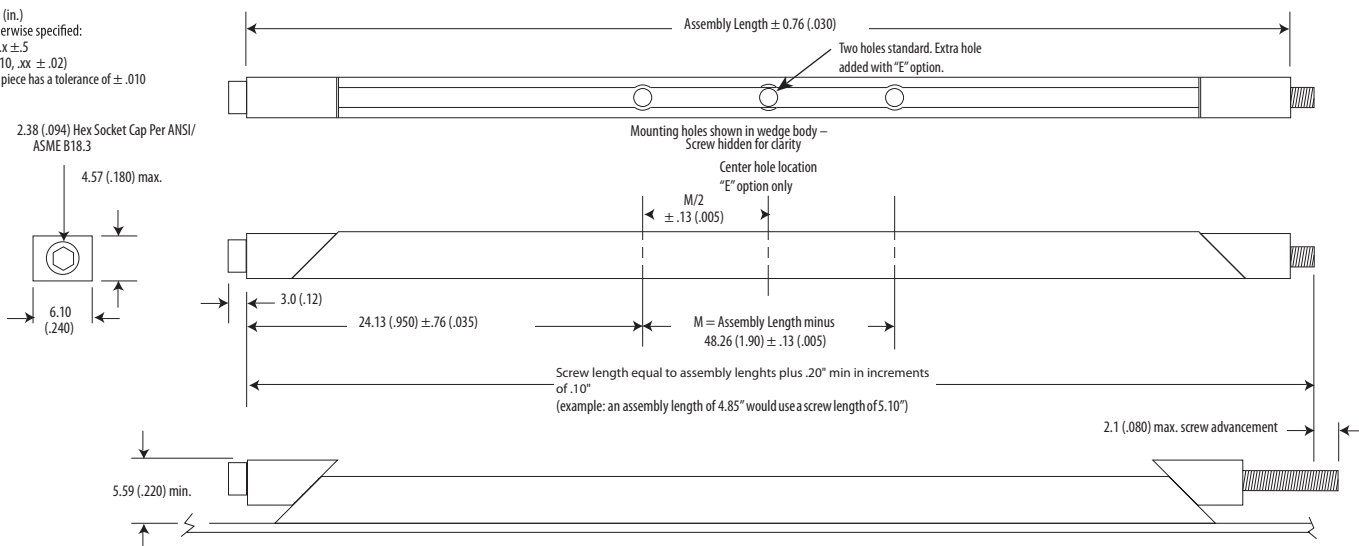 (in.)
erwise specified:
.x ±.5
10, .xx ± .02)
piece has a tolerance of ± .010
Assembly Length ± 0.76 (.030)
Two holes standard. Extra hole
added with "E" option.
2.38 (.094) Hex Socket Cap Per ANSI/
ASME B18.3
4.57 (.180) max.
Mounting holes shown in wedge body –
Screw hidden for clarity
Center hole location
"E" option only
M/2
± .13 (.005)
6.10
(.240)
3.0 (.12)
24.13 (.950) ±.76 (.035)
M = Assembly Length minus
48.26 (1.90) ± .13 (.005)
Screw length equal to assembly lenghts plus .20" min in increments
of .10"
(example: an assembly length of 4.85" would use a screw length of 5.10")
2.1 (.080) max. screw advancement
5.59 (.220) min.